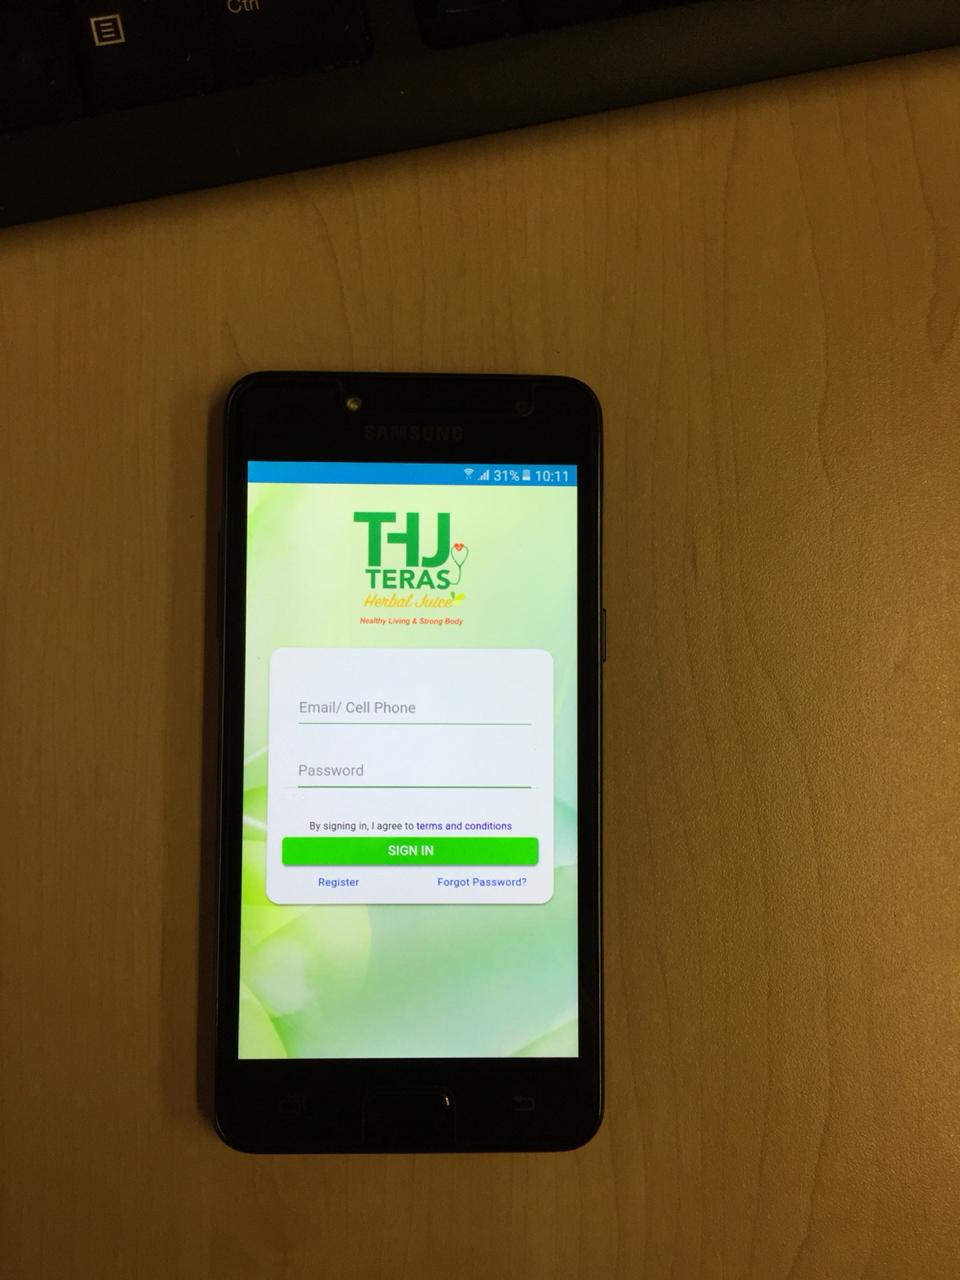 Ctrl
SAMSUNG
31% 10:11
THJ
TERAS
Herbal Juice
Healthy Living & Strong Body
Email/ Cell Phone
Password
By signing in, I agree to terms and conditions
SIGN IN
Register Forgot Password?